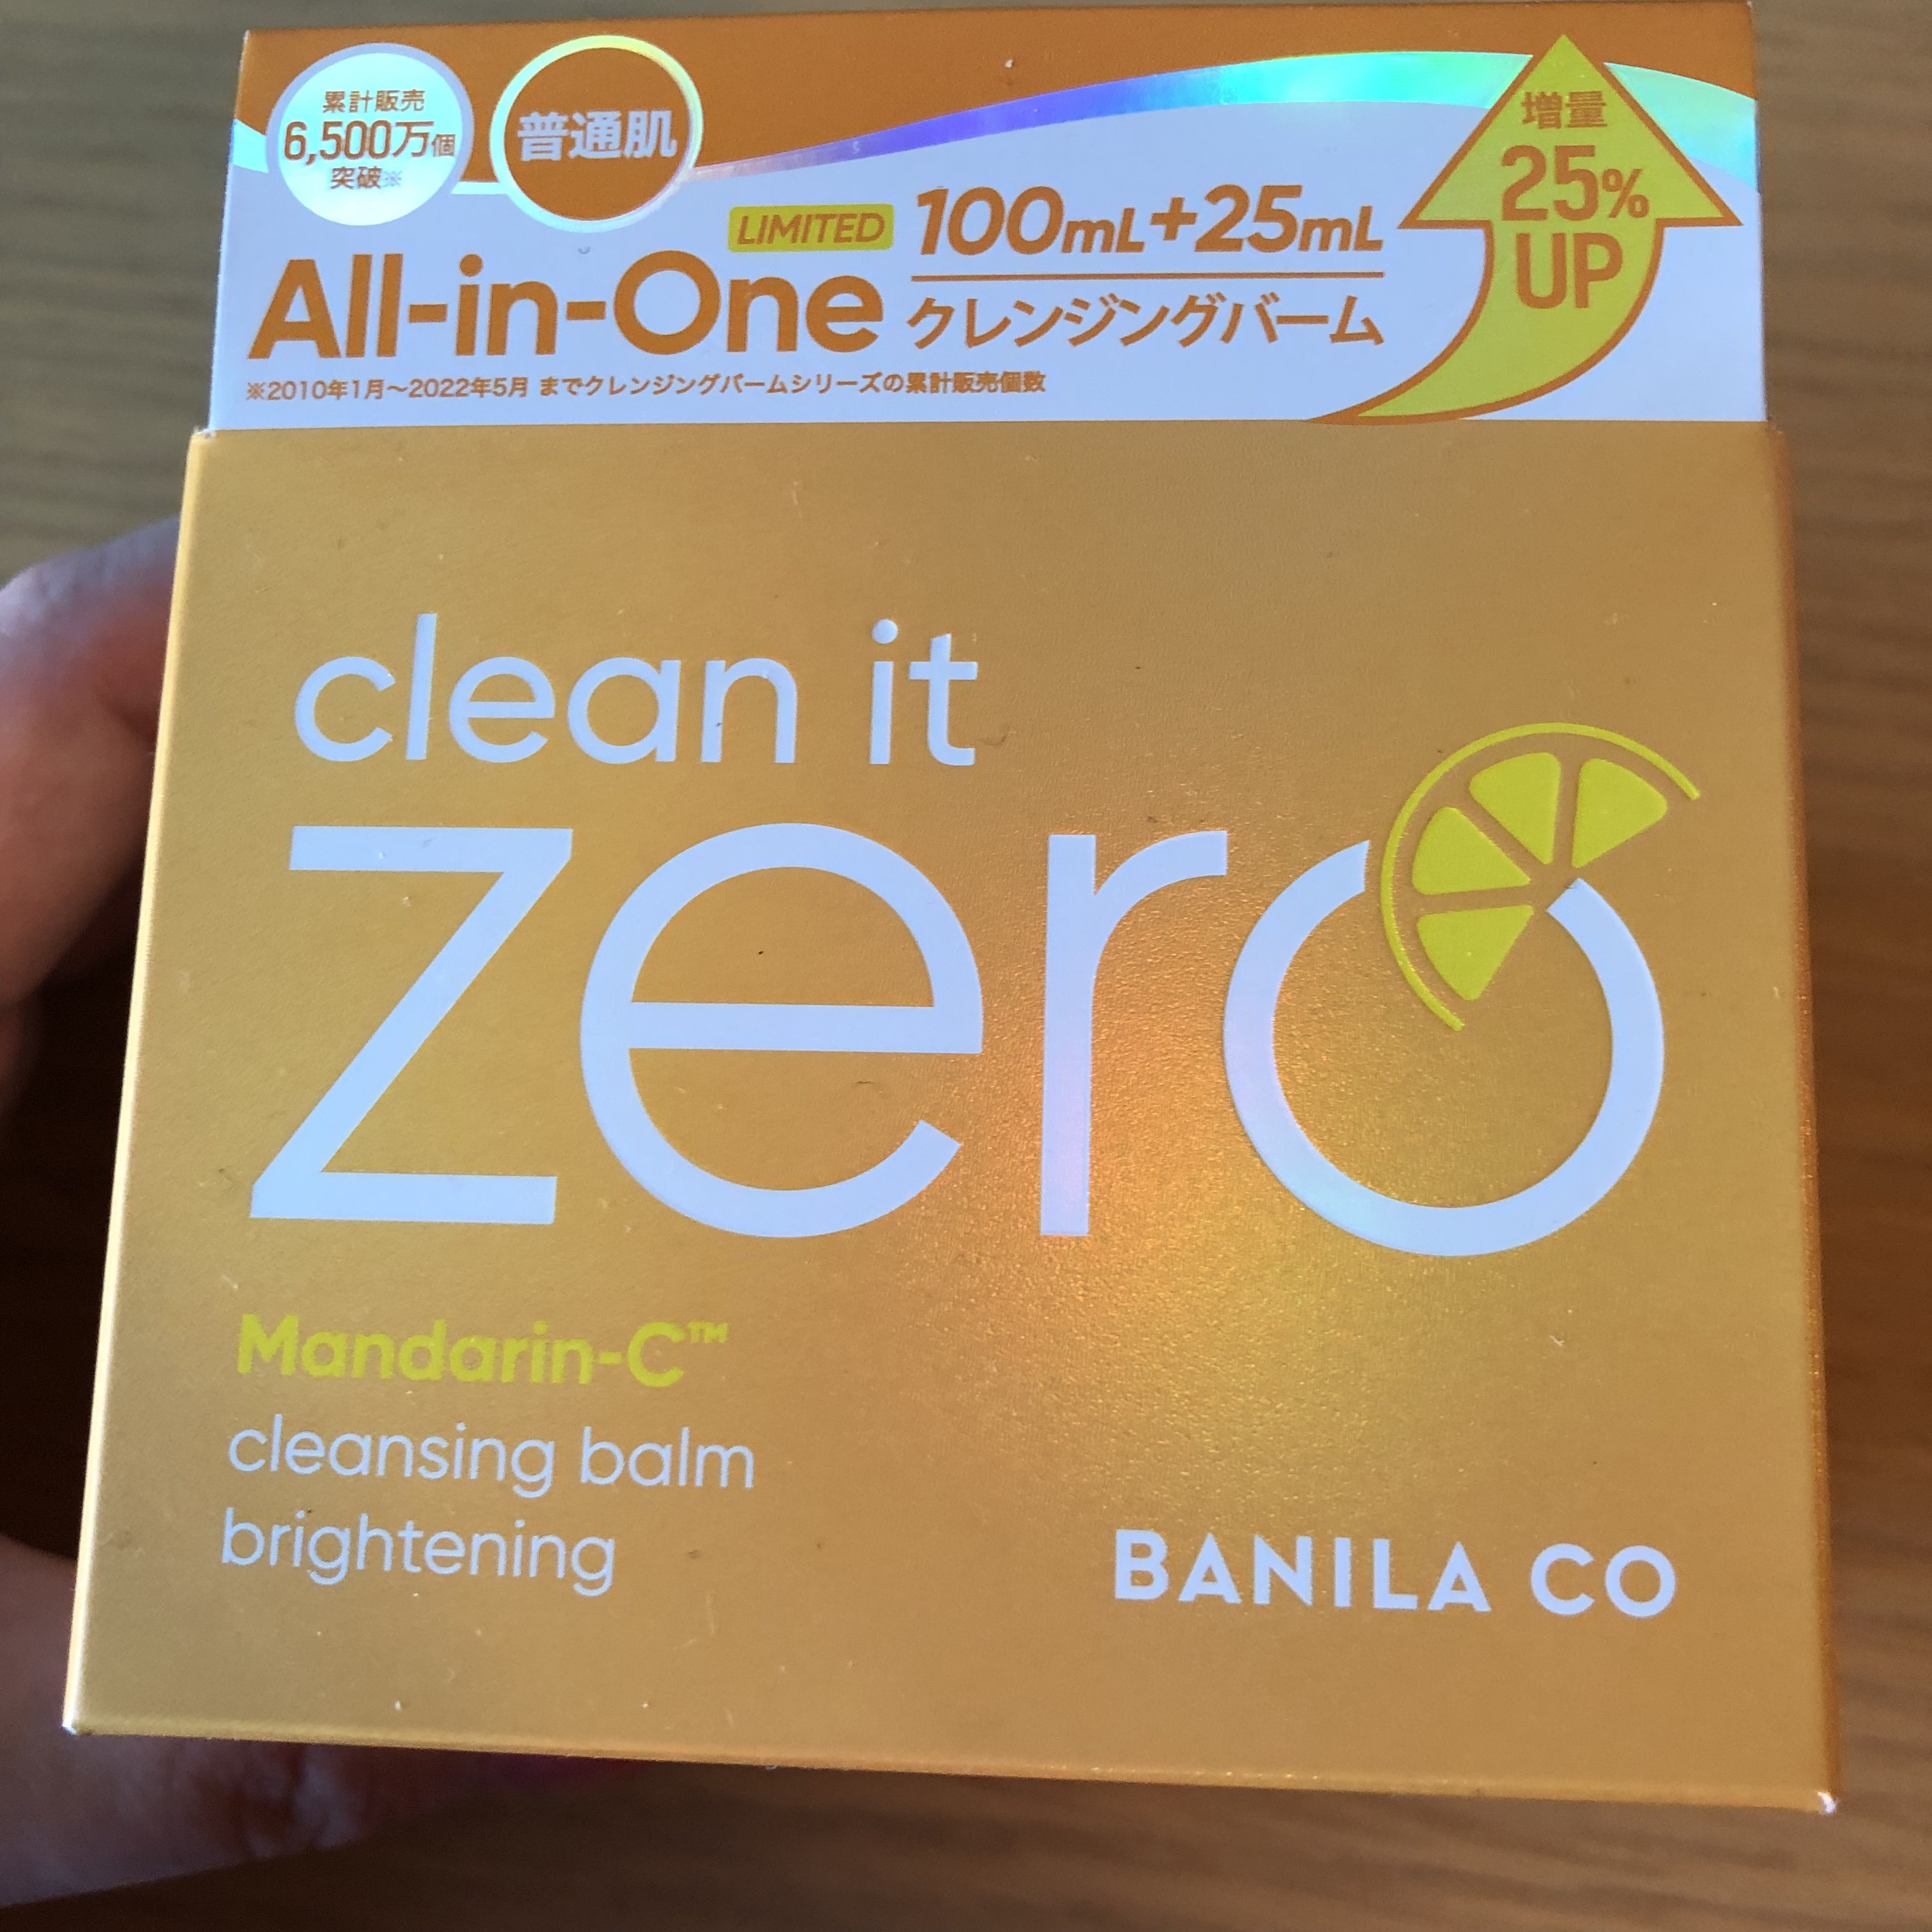 累計販売
6,500万個
突破※
普通肌
LIMITED 100mL+25mL
All-in-One クレンジングバーム
※2010年1月～2022年5月 までクレンジングバームシリーズの累計販売個数
増量
25%
UP
clean it
zero
Mandarin-C™
cleansing balm
brightening
BANILA CO